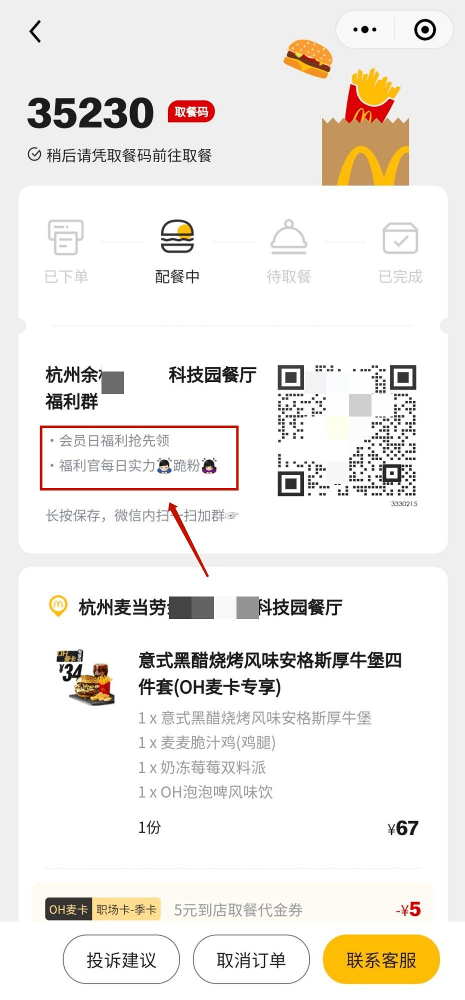 35230 取餐码
稍后请凭取餐码前往取餐
已下单 配餐中 待取餐 已完成
杭州余 科技园餐厅
福利群
·会员日福利抢先领
·福利官每日实力🙇🏻‍♂️跪粉🙇🏻‍♀️
3330215
长按保存，微信内扫一扫加群☞
杭州麦当劳 科技园餐厅
OH麦卡
¥34
意式黑醋烧烤风味安格斯厚牛堡四
件套(OH麦卡专享)
1 x 意式黑醋烧烤风味安格斯厚牛堡
1 x 麦麦脆汁鸡(鸡腿)
1 x 奶冻莓莓双料派
1 x OH泡泡啤风味饮
1份 ¥67
OH麦卡 职场卡-季卡 5元到店取餐代金券 -¥5
投诉建议 取消订单 联系客服